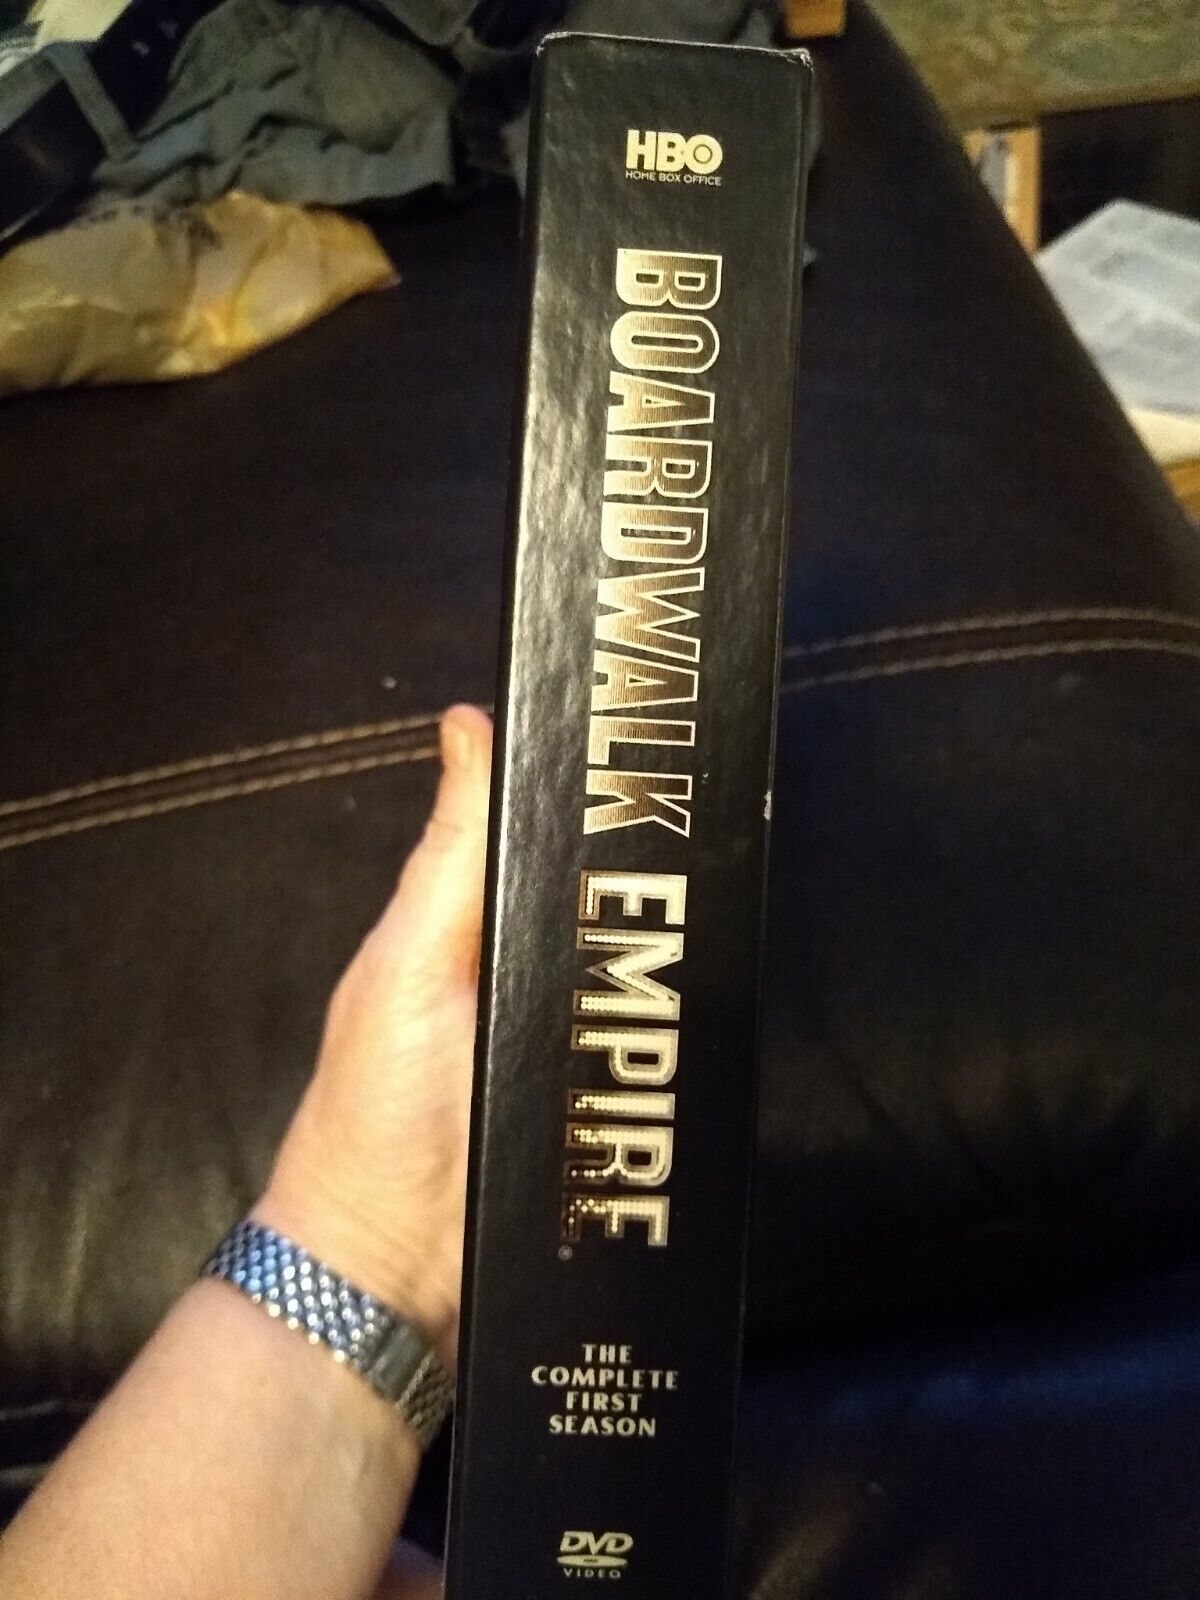 HBO
HOME BOX OFFICE
BOARDWALK EMPIRE®
THE
COMPLETE
FIRST
SEASON
DVD
VIDEO